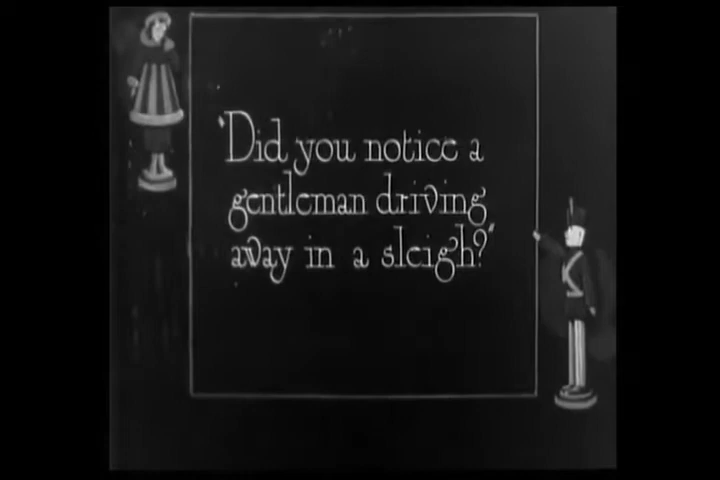 "Did you notice a
gentleman driving
away in a sleigh?"